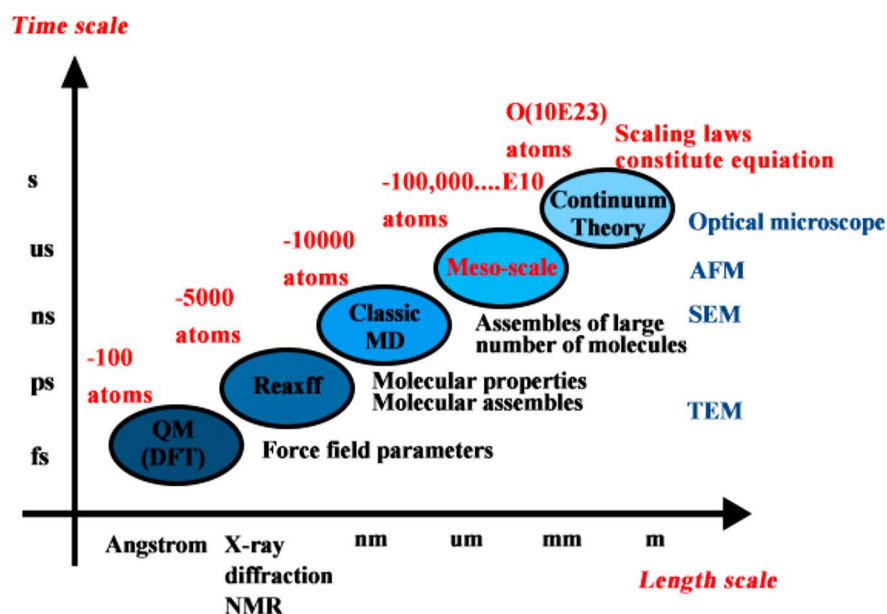 Time scale
O(10E23)
atoms
Scaling laws
constitute equiation
s
-100,000....E10
atoms
Continuum
Theory
Optical microscope
us
-10000
atoms
Meso-scale
AFM
ns
-5000
atoms
Classic
MD
Assembles of large
number of molecules
SEM
ps
-100
atoms
Reaxff
Molecular properties
Molecular assembles
TEM
fs
QM
(DFT)
Force field parameters
Angstrom
X-ray
diffraction
NMR
nm
um
mm
m
Length scale